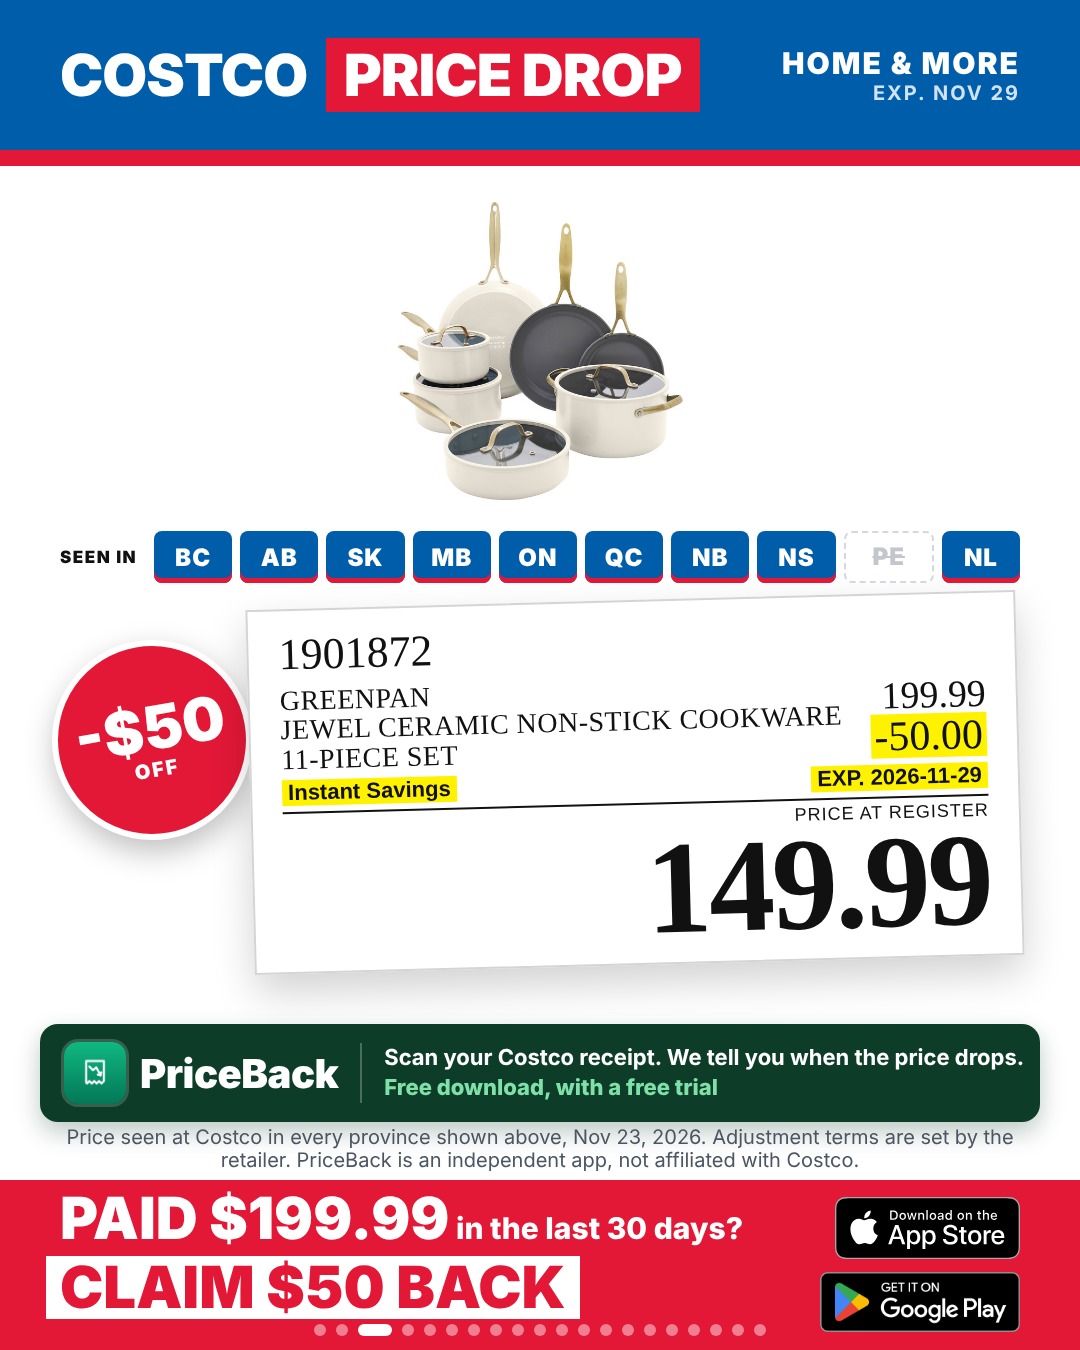 COSTCO PRICE DROP
HOME & MORE
EXP. NOV 29
SEEN IN BC AB SK MB ON QC NB NS PE NL
-$50
OFF
1901872
GREENPAN
JEWEL CERAMIC NON-STICK COOKWARE
11-PIECE SET
199.99
-50.00
Instant Savings
EXP. 2026-11-29
PRICE AT REGISTER
149.99
PriceBack
Scan your Costco receipt. We tell you when the price drops.
Free download, with a free trial
Price seen at Costco in every province shown above, Nov 23, 2026. Adjustment terms are set by the
retailer. PriceBack is an independent app, not affiliated with Costco.
PAID $199.99 in the last 30 days?
CLAIM $50 BACK
Download on the
App Store
GET IT ON
Google Play